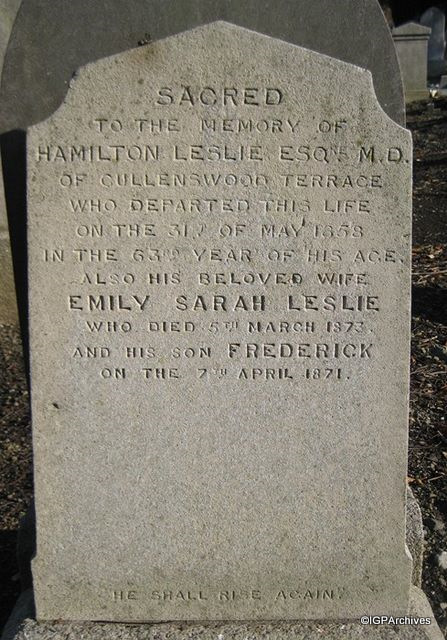 SACRED
TO THE MEMORY OF
HAMILTON LESLIE ESQRE M.D.
OF CULLENSWOOD TERRACE
WHO DEPARTED THIS LIFE
ON THE 31ST OF MAY 1858
IN THE 63RD YEAR OF HIS AGE.
ALSO HIS BELOVED WIFE
EMILY SARAH LESLIE
WHO DIED 5TH MARCH 1873.
AND HIS SON FREDERICK
ON THE 7TH APRIL 1871.
HE SHALL RISE AGAIN.
©IGPArchives